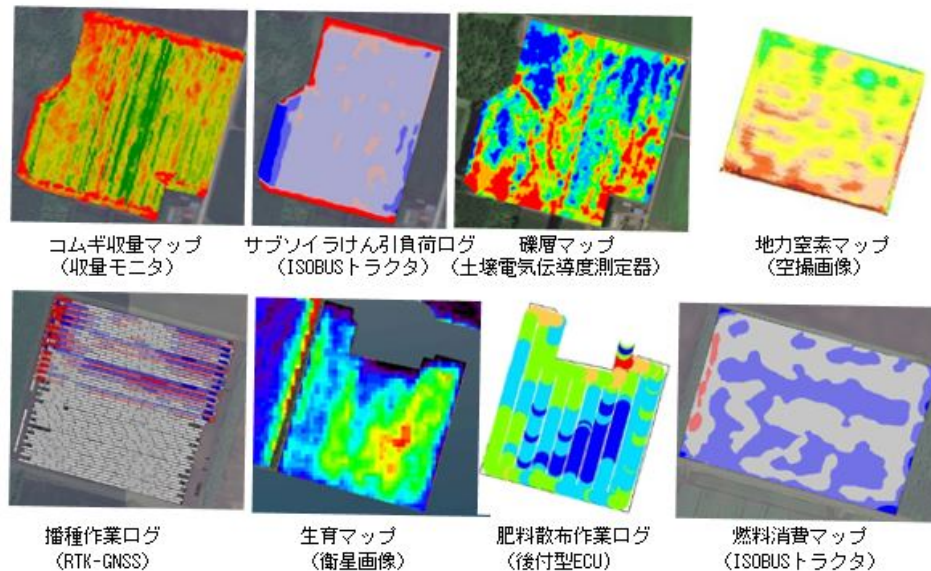 コムギ収量マップ
(収量モニタ)
サブソイラけん引負荷ログ
(ISOBUSトラクタ)
礫層マップ
(土壌電気伝導度測定器)
地力窒素マップ
(空撮画像)
播種作業ログ
(RTK-GNSS)
生育マップ
(衛星画像)
肥料散布作業ログ
(後付型ECU)
燃料消費マップ
(ISOBUSトラクタ)